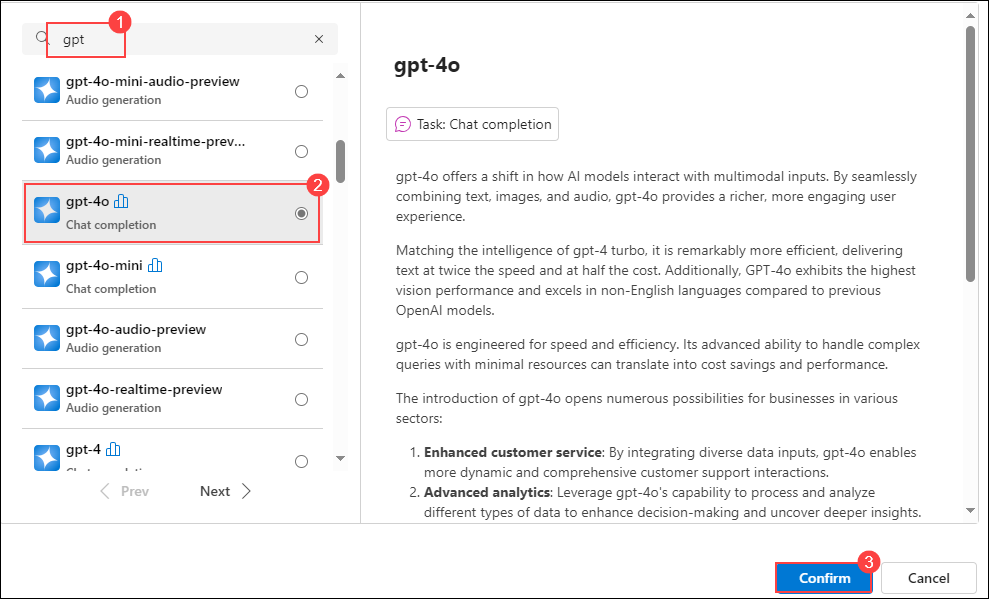 1
gpt
gpt-4o-mini-audio-preview
Audio generation
gpt-4o-mini-realtime-prev...
Audio generation
2
gpt-4o
Chat completion
gpt-4o-mini
Chat completion
gpt-4o-audio-preview
Audio generation
gpt-4o-realtime-preview
Audio generation
gpt-4
Prev
Next
gpt-4o
Task: Chat completion
gpt-4o offers a shift in how AI models interact with multimodal inputs. By seamlessly
combining text, images, and audio, gpt-4o provides a richer, more engaging user
experience.
Matching the intelligence of gpt-4 turbo, it is remarkably more efficient, delivering
text at twice the speed and at half the cost. Additionally, GPT-4o exhibits the highest
vision performance and excels in non-English languages compared to previous
OpenAI models.
gpt-4o is engineered for speed and efficiency. Its advanced ability to handle complex
queries with minimal resources can translate into cost savings and performance.
The introduction of gpt-4o opens numerous possibilities for businesses in various
sectors:
1. Enhanced customer service: By integrating diverse data inputs, gpt-4o enables
more dynamic and comprehensive customer support interactions.
2. Advanced analytics: Leverage gpt-4o's capability to process and analyze
different types of data to enhance decision-making and uncover deeper insights.
3
Confirm
Cancel